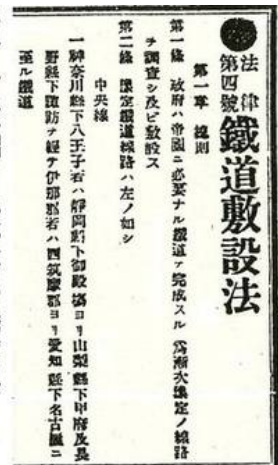 法律第四號
鐵道敷設法
第一章 總則
第一條 政府ハ帝國ニ必要ナル鐵道ヲ完成スル爲漸次豫定ノ線路
ヲ調査シ及ビ敷設ス
第二條 豫定鐵道線路ハ左ノ如シ
中央線
一神奈川縣下八王子若ハ靜岡縣下御殿場ヨリ山梨縣下甲府及長
野縣下諏訪ヲ經テ伊那郡若ハ西筑摩郡ヨリ愛知縣下名古屋ニ
至ル鐵道